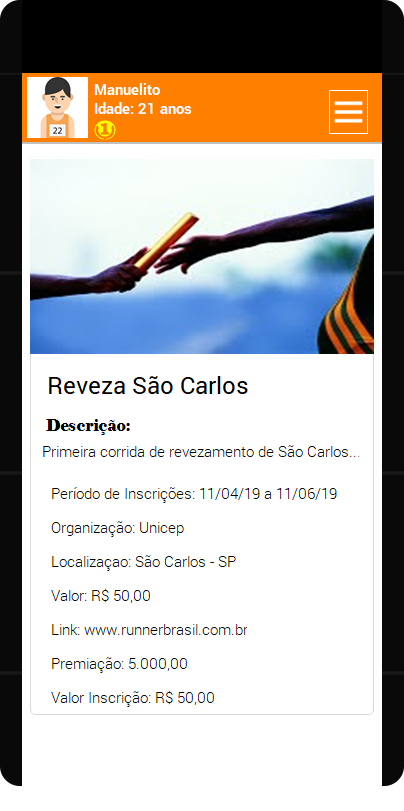 Manuelito
Idade: 21 anos
22
1
Reveza São Carlos
Descrição:
Primeira corrida de revezamento de São Carlos...
Período de Inscrições: 11/04/19 a 11/06/19
Organização: Unicep
Localizaçao: São Carlos - SP
Valor: R$ 50,00
Link: www.runnerbrasil.com.br
Premiação: 5.000,00
Valor Inscrição: R$ 50,00